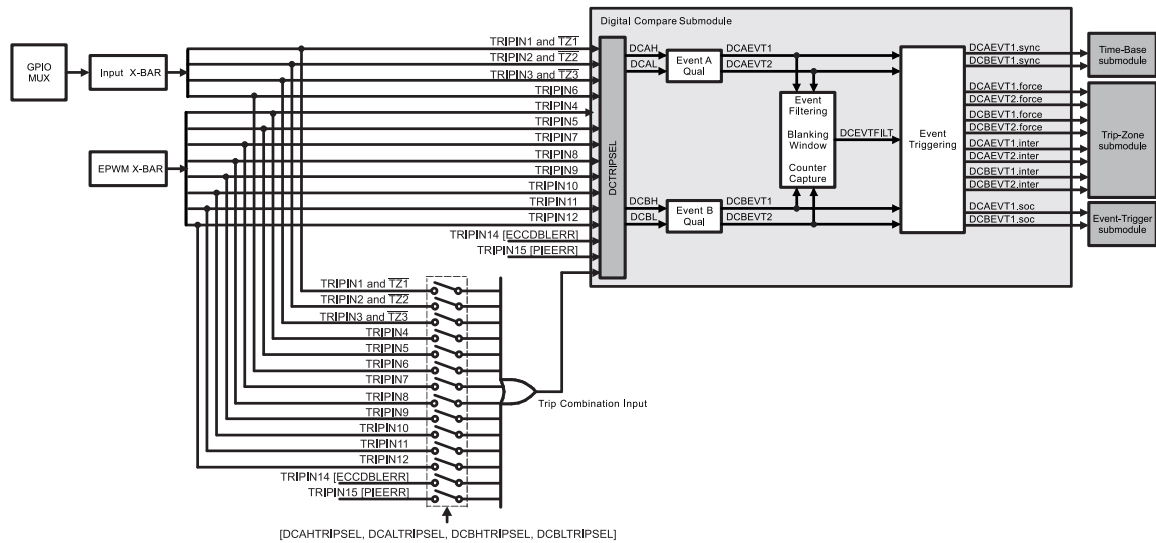 Digital Compare Submodule
GPIO
MUX
Input X-BAR
EPWM X-BAR
TRIPIN1 and TZ1
TRIPIN2 and TZ2
TRIPIN3 and TZ3
TRIPIN6
TRIPIN4
TRIPIN5
TRIPIN7
TRIPIN8
TRIPIN9
TRIPIN10
TRIPIN11
TRIPIN12
TRIPIN14 [ECCDBLERR]
TRIPIN15 [PIEERR]
DCTRIPSEL
DCAH
DCAL
Event A
Qual
DCAEVT1
DCAEVT2
DCBH
DCBL
Event B
Qual
DCBEVT1
DCBEVT2
Event
Filtering
Blanking
Window
Counter
Capture
DCEVTFILT
Event
Triggering
DCAEVT1.sync
DCBEVT1.sync
DCAEVT1.force
DCAEVT2.force
DCBEVT1.force
DCBEVT2.force
DCAEVT1.inter
DCAEVT2.inter
DCBEVT1.inter
DCBEVT2.inter
DCAEVT1.soc
DCBEVT1.soc
Time-Base
submodule
Trip-Zone
submodule
Event-Trigger
submodule
TRIPIN1 and TZ1
TRIPIN2 and TZ2
TRIPIN3 and TZ3
TRIPIN4
TRIPIN5
TRIPIN6
TRIPIN7
TRIPIN8
TRIPIN9
TRIPIN10
TRIPIN11
TRIPIN12
TRIPIN14 [ECCDBLERR]
TRIPIN15 [PIEERR]
Trip Combination Input
[DCAHTRIPSEL, DCALTRIPSEL, DCBHTRIPSEL, DCBLTRIPSEL]